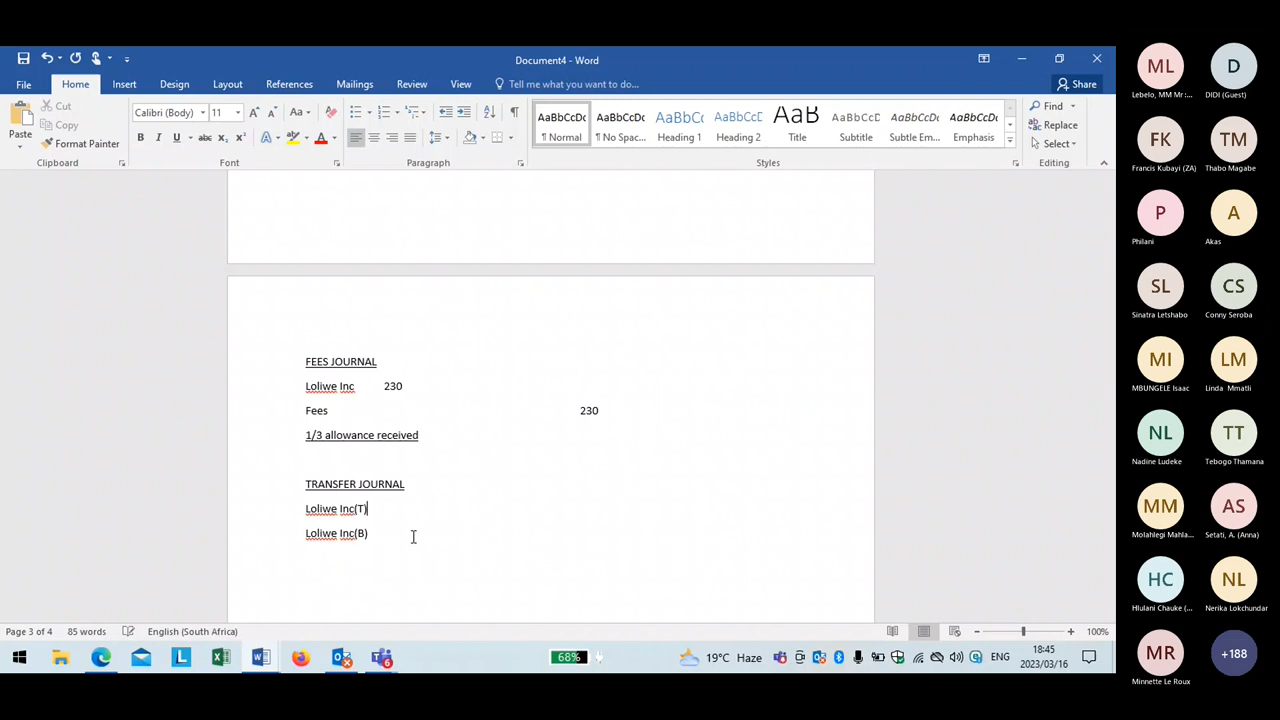 Document4 - Word
File Home Insert Design Layout References Mailings Review View Tell me what you want to do... Share
Paste
Cut
Copy
Format Painter
Clipboard
Calibri (Body) 11
Font
Paragraph
AaBbCcDc AaBbCcDc AaBbCc AaBbCcD AaB AaBbCcD AaBbCcDc AaBbCcDc
¶ Normal ¶ No Spac... Heading 1 Heading 2 Title Subtitle Subtle Em... Emphasis
Styles
Find
Replace
Select
Editing
FEES JOURNAL
Loliwe Inc 230
Fees 230
1/3 allowance received
TRANSFER JOURNAL
Loliwe Inc(T)
Loliwe Inc(B)
Page 3 of 4 85 words English (South Africa) 100%
68% 19°C Haze ENG 18:45
2023/03/16
ML D
Lebelo, MM Mr :... DIDI (Guest)
FK TM
Francis Kubayi (ZA) Thabo Magabe
P A
Philani Akas
SL CS
Sinatra Letshabo Conny Seroba
MI LM
MBUNGELE Isaac Linda Mmatli
NL TT
Nadine Ludeke Tebogo Thamana
MM AS
Molahlegi Mahla... Setati, A. (Anna)
HC NL
Hlulani Chauke (... Nerika Lokchundar
MR +188
Minnette Le Roux